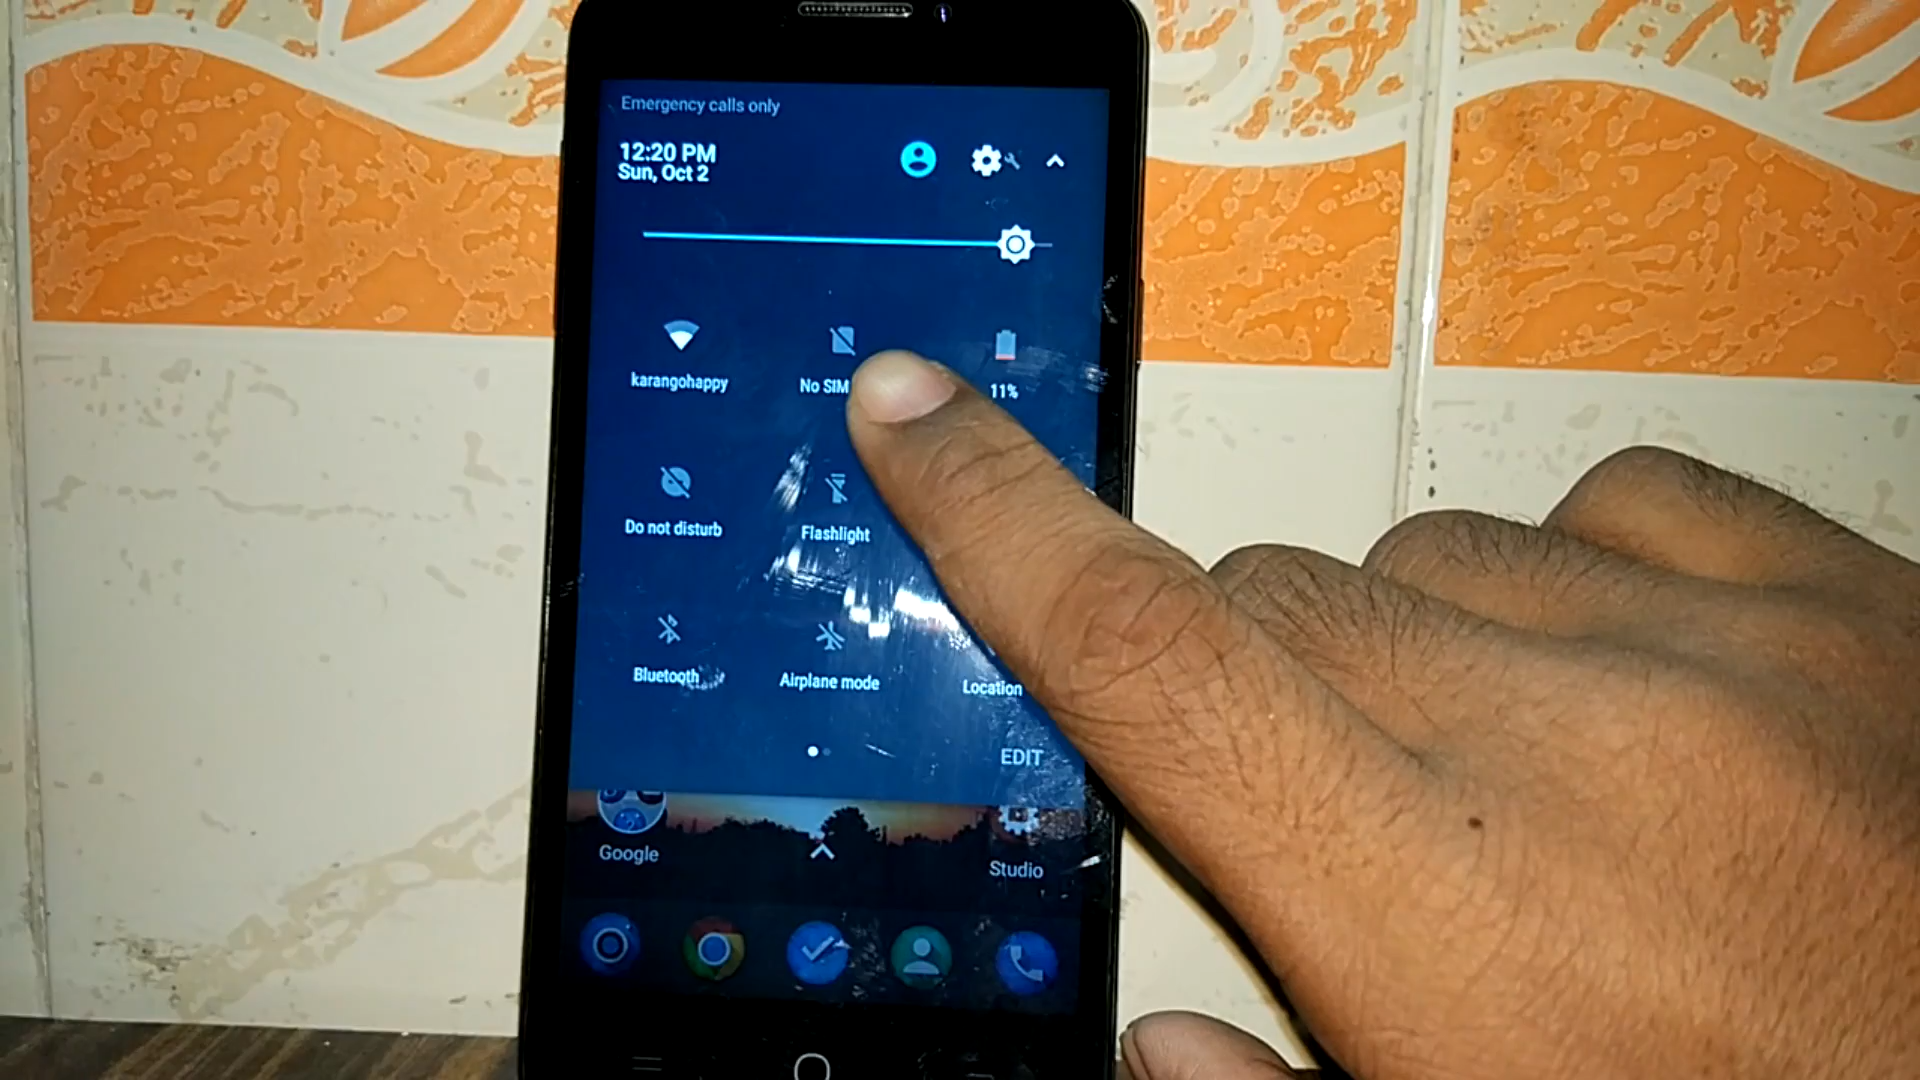 Emergency calls only
12:20 PM
Sun, Oct 2
karangohappy
No SIM
11%
Do not disturb
Flashlight
Bluetooth
Airplane mode
Location
EDIT
Google
Studio